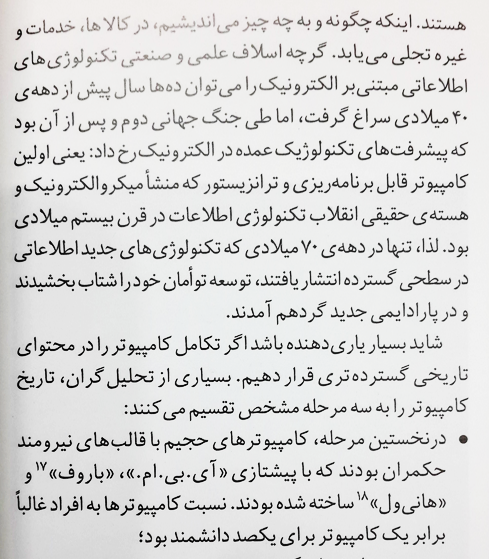 هستند. اینکه چگونه و به چه چیز می‌اندیشیم، در کالاها، خدمات و
غیره تجلی می‌یابد. گرچه اسلاف علمی و صنعتی تکنولوژی‌های
اطلاعاتی مبتنی‌بر الکترونیک را می‌توان ده‌ها سال پیش از دهه‌ی
۴۰ میلادی سراغ گرفت، اما طی جنگ جهانی دوم و پس از آن بود
که پیشرفت‌های تکنولوژیک عمده در الکترونیک رخ داد: یعنی اولین
کامپیوتر قابل برنامه‌ریزی و ترانزیستور که منشأ میکروالکترونیک و
هسته‌ی حقیقی انقلاب تکنولوژی اطلاعات در قرن بیستم میلادی
بود. لذا، تنها در دهه‌ی ۷۰ میلادی که تکنولوژی‌های جدید اطلاعاتی
در سطحی گسترده انتشار یافتند، توسعه توأمان خود را شتاب بخشیدند
و در پارادایمی جدید گردهم آمدند.
شاید بسیار یاری‌دهنده باشد اگر تکامل کامپیوتر را در محتوای
تاریخی گسترده‌تری قرار دهیم. بسیاری از تحلیل‌گران، تاریخ
کامپیوتر را به سه مرحله مشخص تقسیم می‌کنند:
• درنخستین مرحله، کامپیوترهای حجیم با قالب‌های نیرومند
حکمران بودند که با پیشتازی «آی.بی.ام.»، «باروف»۱۷ و
«هانی‌ول»۱۸ ساخته شده بودند. نسبت کامپیوترها به افراد غالباً
برابر یک کامپیوتر برای یکصد دانشمند بود؛